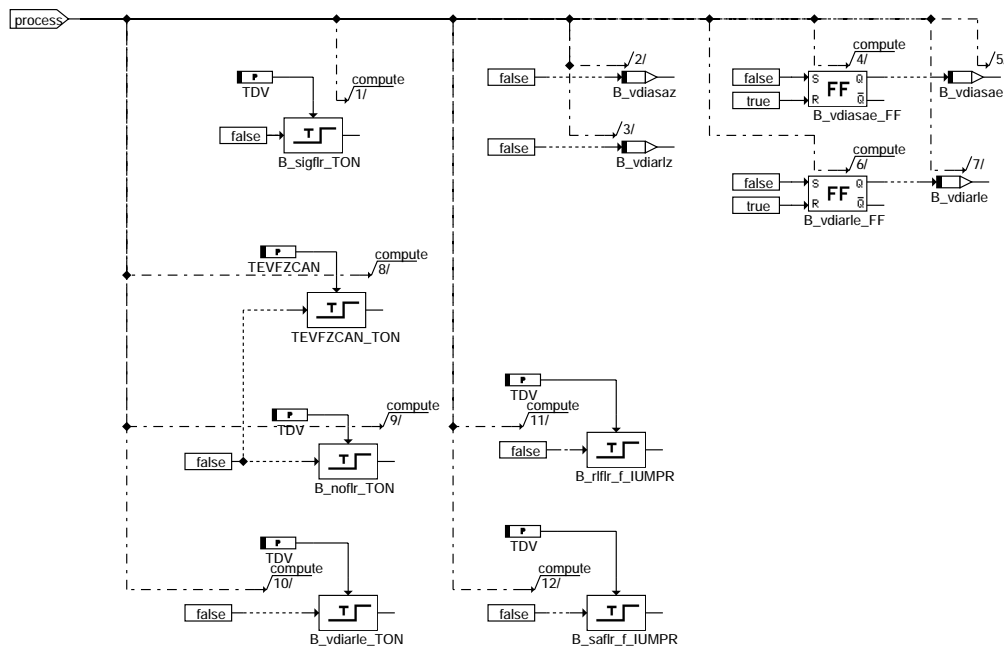 process
compute
1/
P
TDV
false
T
B_sigflr_TON
/2/
false
B_vdiasaz
/3/
false
B_vdiarlz
compute
4/
false
true
S
R
FF
Q
Q
B_vdiasae_FF
/5
B_vdiasae
compute
6/
false
true
S
R
FF
Q
Q
B_vdiarle_FF
/7/
B_vdiarle
P
TEVFZCAN
compute
8/
T
TEVFZCAN_TON
P
TDV
compute
9/
false
T
B_noflr_TON
P
TDV
compute
10/
false
T
B_vdiarle_TON
P
TDV
compute
11/
false
T
B_rlflr_f_IUMPR
P
TDV
compute
12/
false
T
B_saflr_f_IUMPR